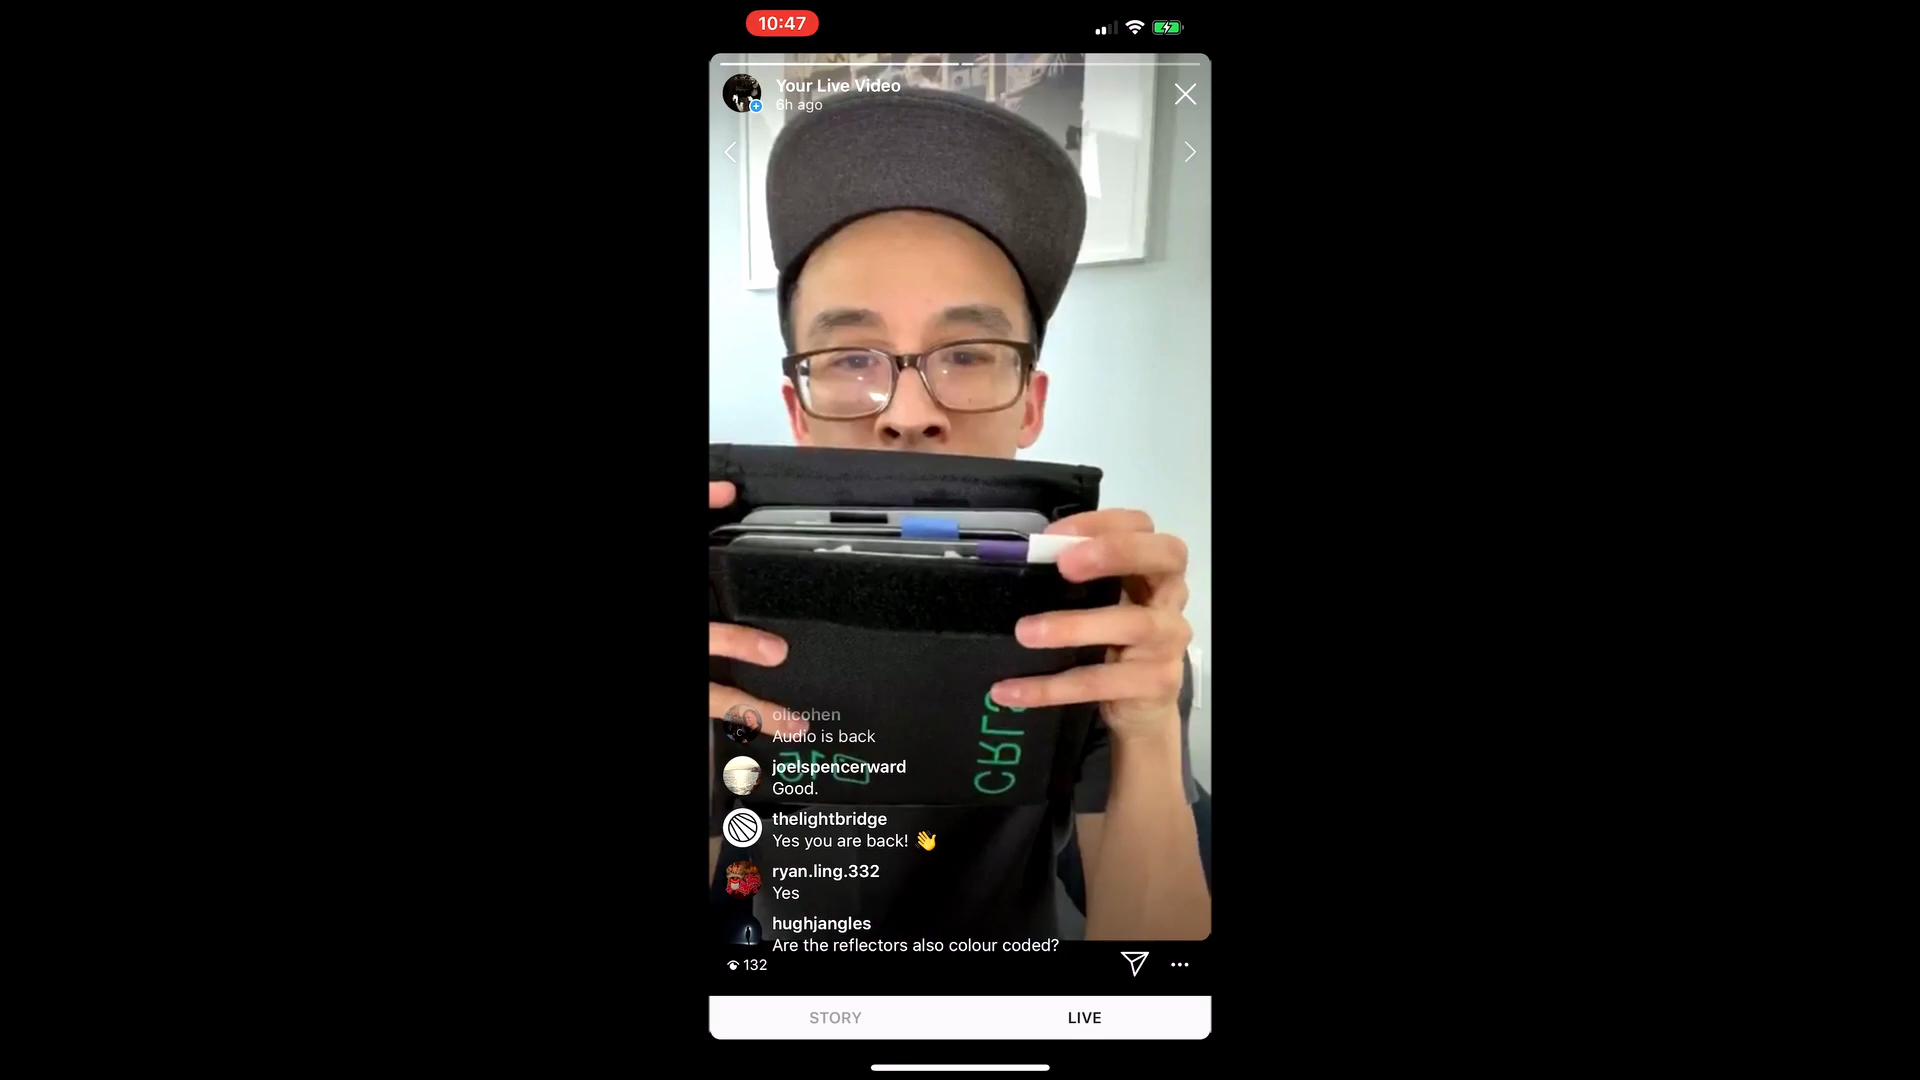 10:47
Your Live Video
6h ago
olicohen
Audio is back
joelspencerward
Good.
thelightbridge
Yes you are back! 👋
ryan.ling.332
Yes
hughjangles
Are the reflectors also colour coded?
132
STORY
LIVE